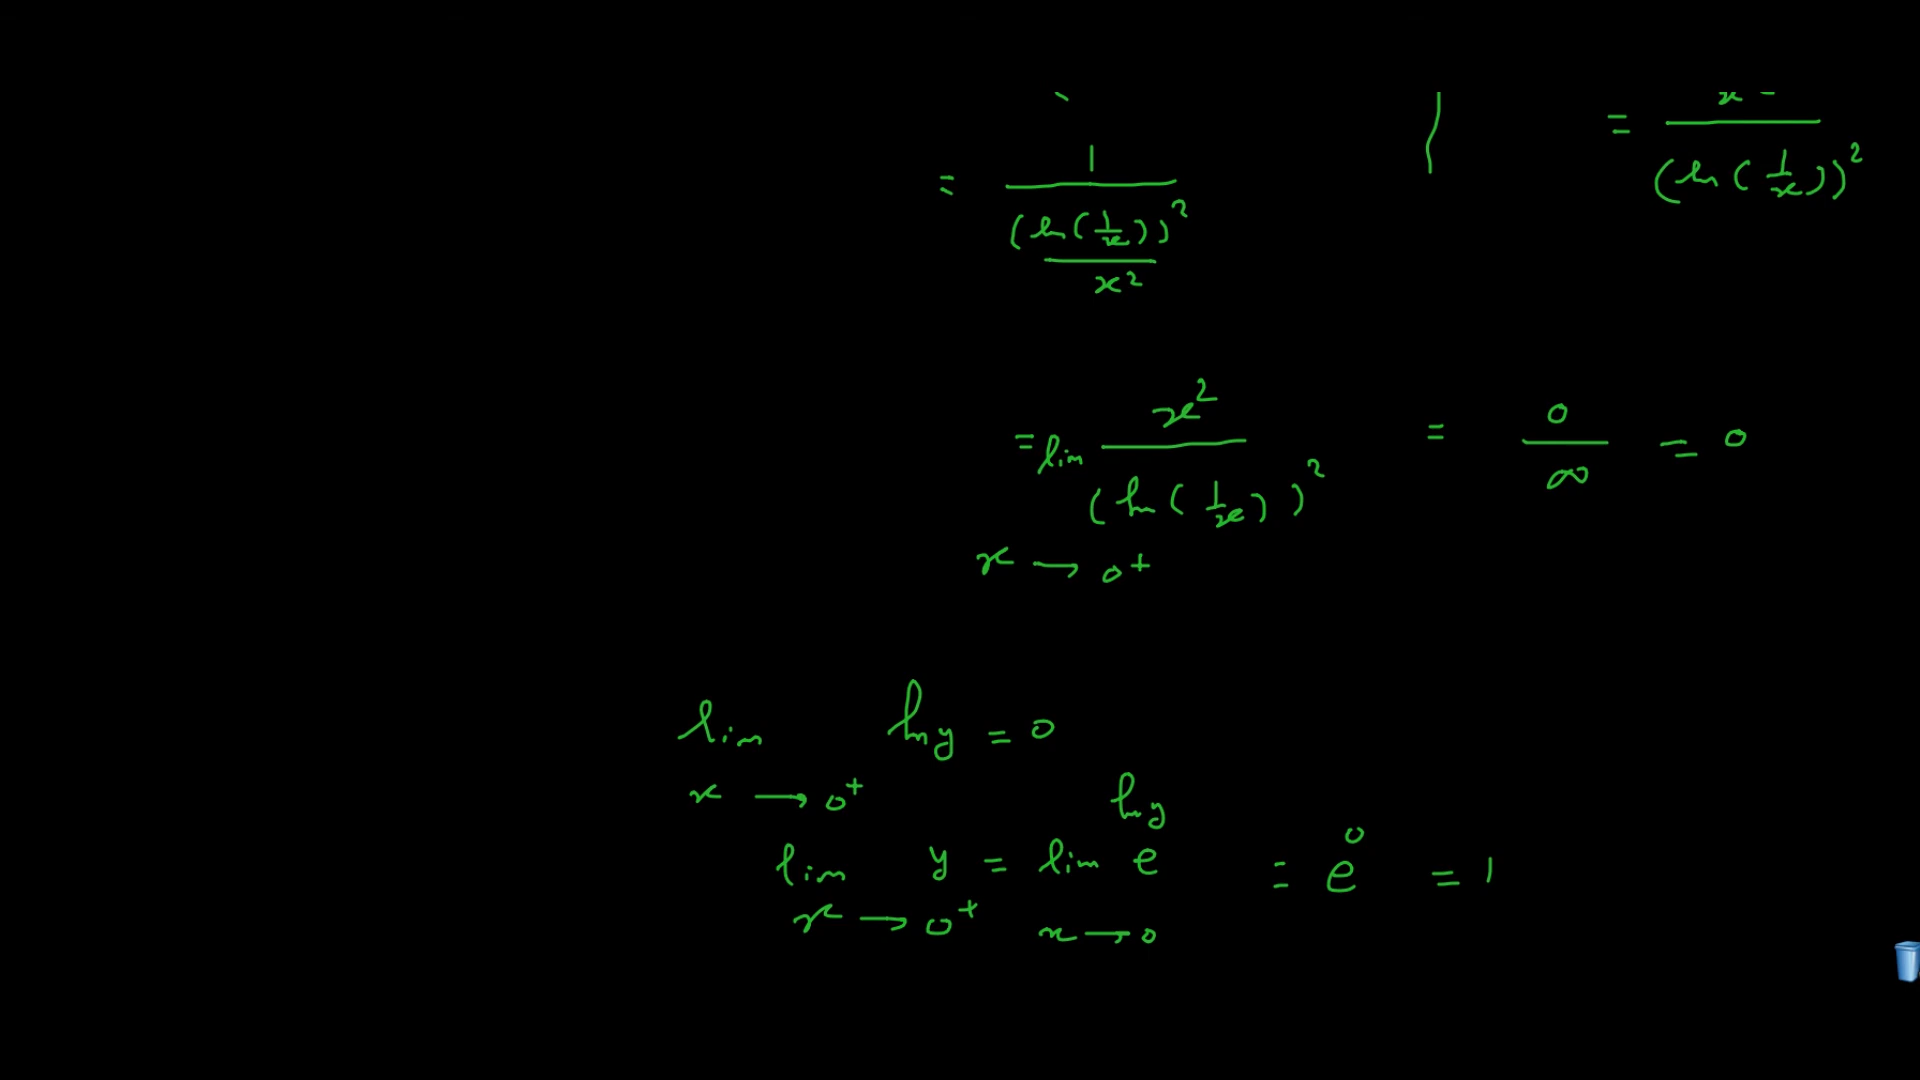 = 1 / ((ln(1/x))² / x²)
= x / (ln(1/x))²
= lim x→0⁺ x² / (ln(1/x))² = 0/∞ = 0
lim x→0⁺ ln y = 0
lim x→0⁺ y = lim x→0 e^(ln y) = e⁰ = 1